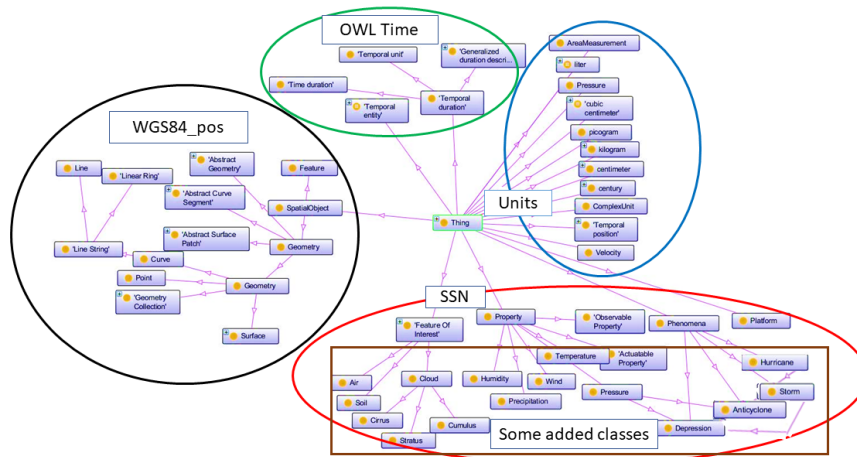 OWL Time
'Temporal unit'
'Generalized
duration descri...
'Time duration'
'Temporal
entity'
'Temporal
duration'
AreaMeasurement
liter
Pressure
'cubic
centimeter'
picogram
kilogram
centimeter
century
ComplexUnit
'Temporal
position'
Velocity
Units
WGS84_pos
Line
'Linear Ring'
'Abstract
Geometry'
Feature
'Abstract Curve
Segment'
SpatialObject
'Abstract Surface
Patch'
'Line String'
Geometry
Curve
Point
Geometry
'Geometry
Collection'
Surface
Thing
SSN
'Feature Of
Interest'
Property
'Observable
Property'
Phenomena
Platform
Temperature
'Actuatable
Property'
Hurricane
Air
Cloud
Humidity
Wind
Pressure
Storm
Soil
Precipitation
Anticyclone
Cirrus
Cumulus
Stratus
Depression
Some added classes